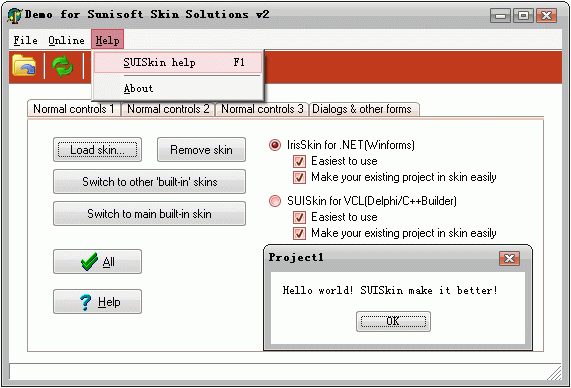 Demo for Sunisoft Skin Solutions v2
File Online Help
SUISkin help F1
About
Normal controls 1 Normal controls 2 Normal controls 3 Dialogs & other forms
Load skin... Remove skin
Switch to other 'built-in' skins
Switch to main built-in skin
All
Help
IrisSkin for .NET(Winforms)
Easiest to use
Make your existing project in skin easily
SUISkin for VCL(Delphi/C++Builder)
Easiest to use
Make your existing project in skin easily
Project1
Hello world! SUISkin make it better!
OK